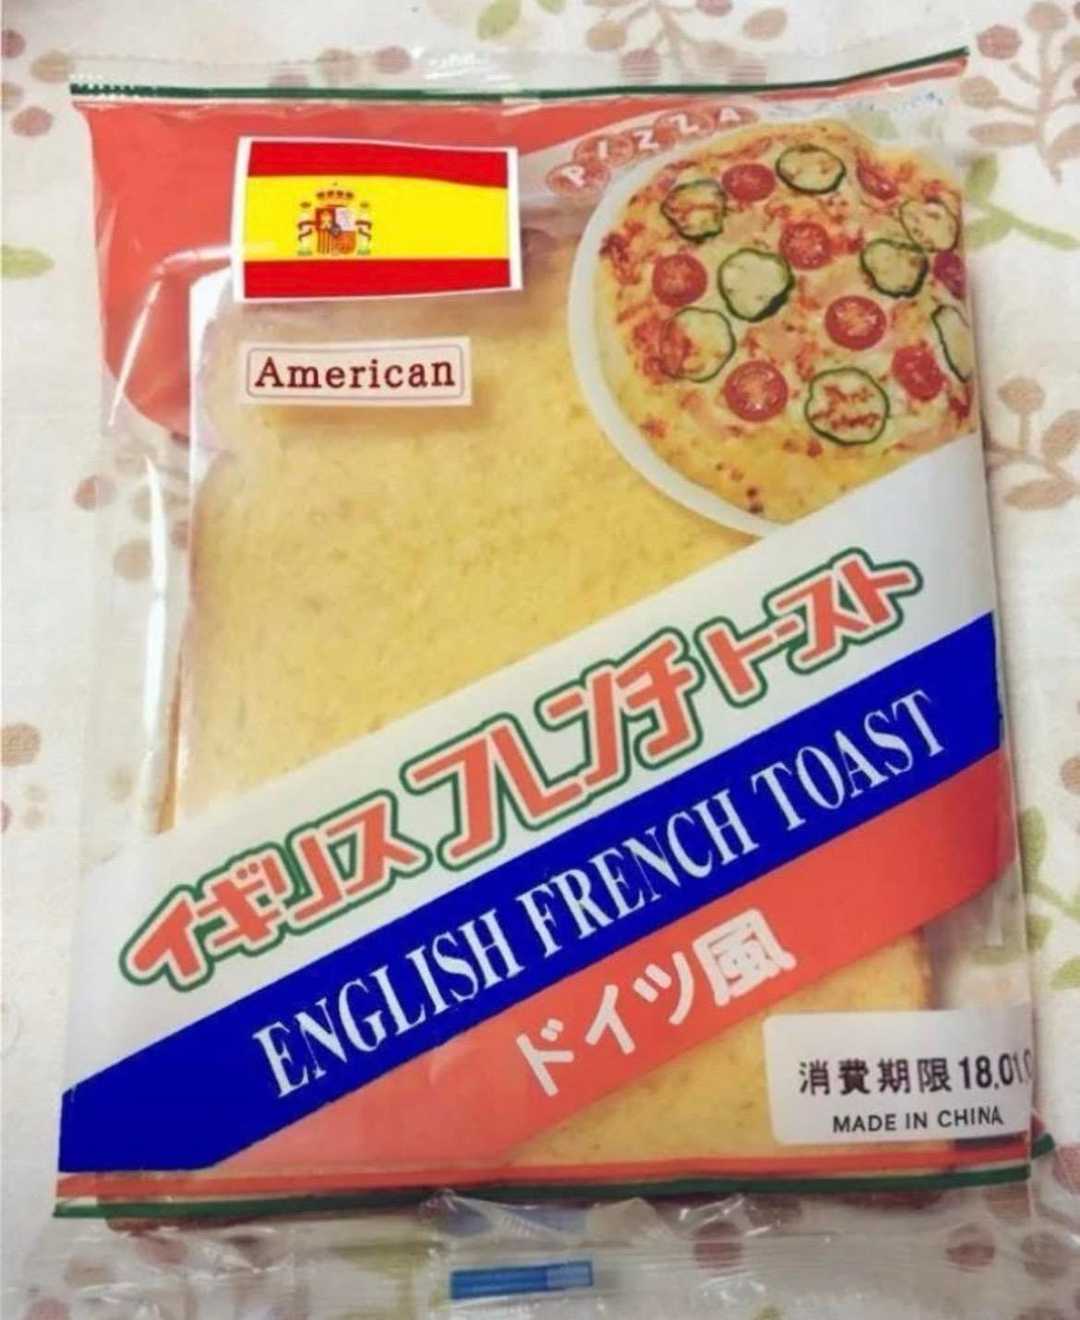 PIZZA
American
イギリスフレンチトースト
ENGLISH FRENCH TOAST
ドイツ風
消費期限 18.01.0
MADE IN CHINA